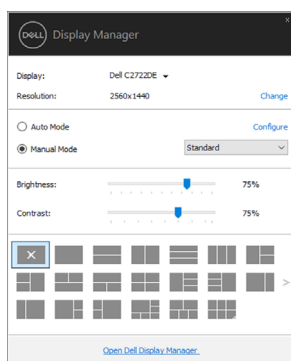 x
DELL Display Manager
Display: Dell C2722DE
Resolution: 2560x1440 Change
Auto Mode Configure
Manual Mode Standard
Brightness: 75%
Contrast: 75%
Open Dell Display Manager